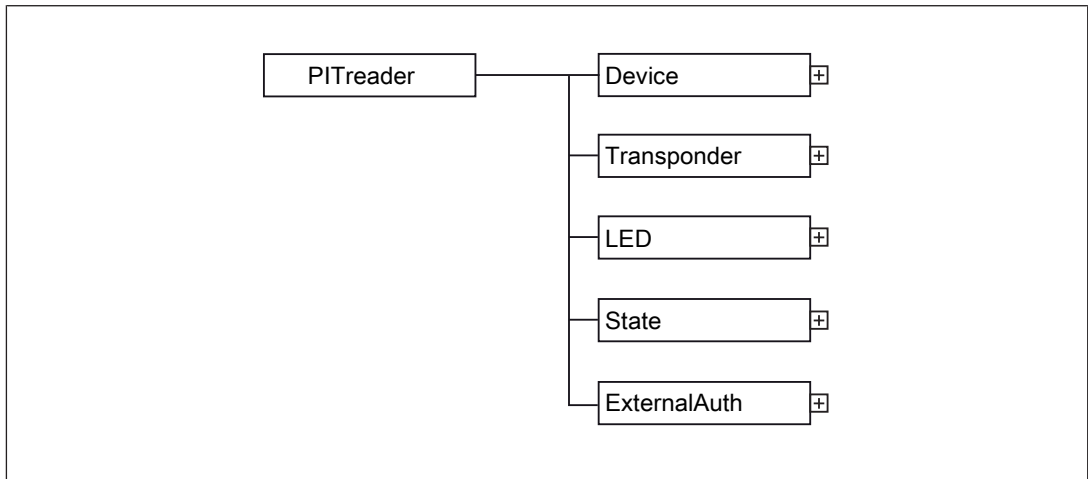 PITreader
Device
Transponder
LED
State
ExternalAuth